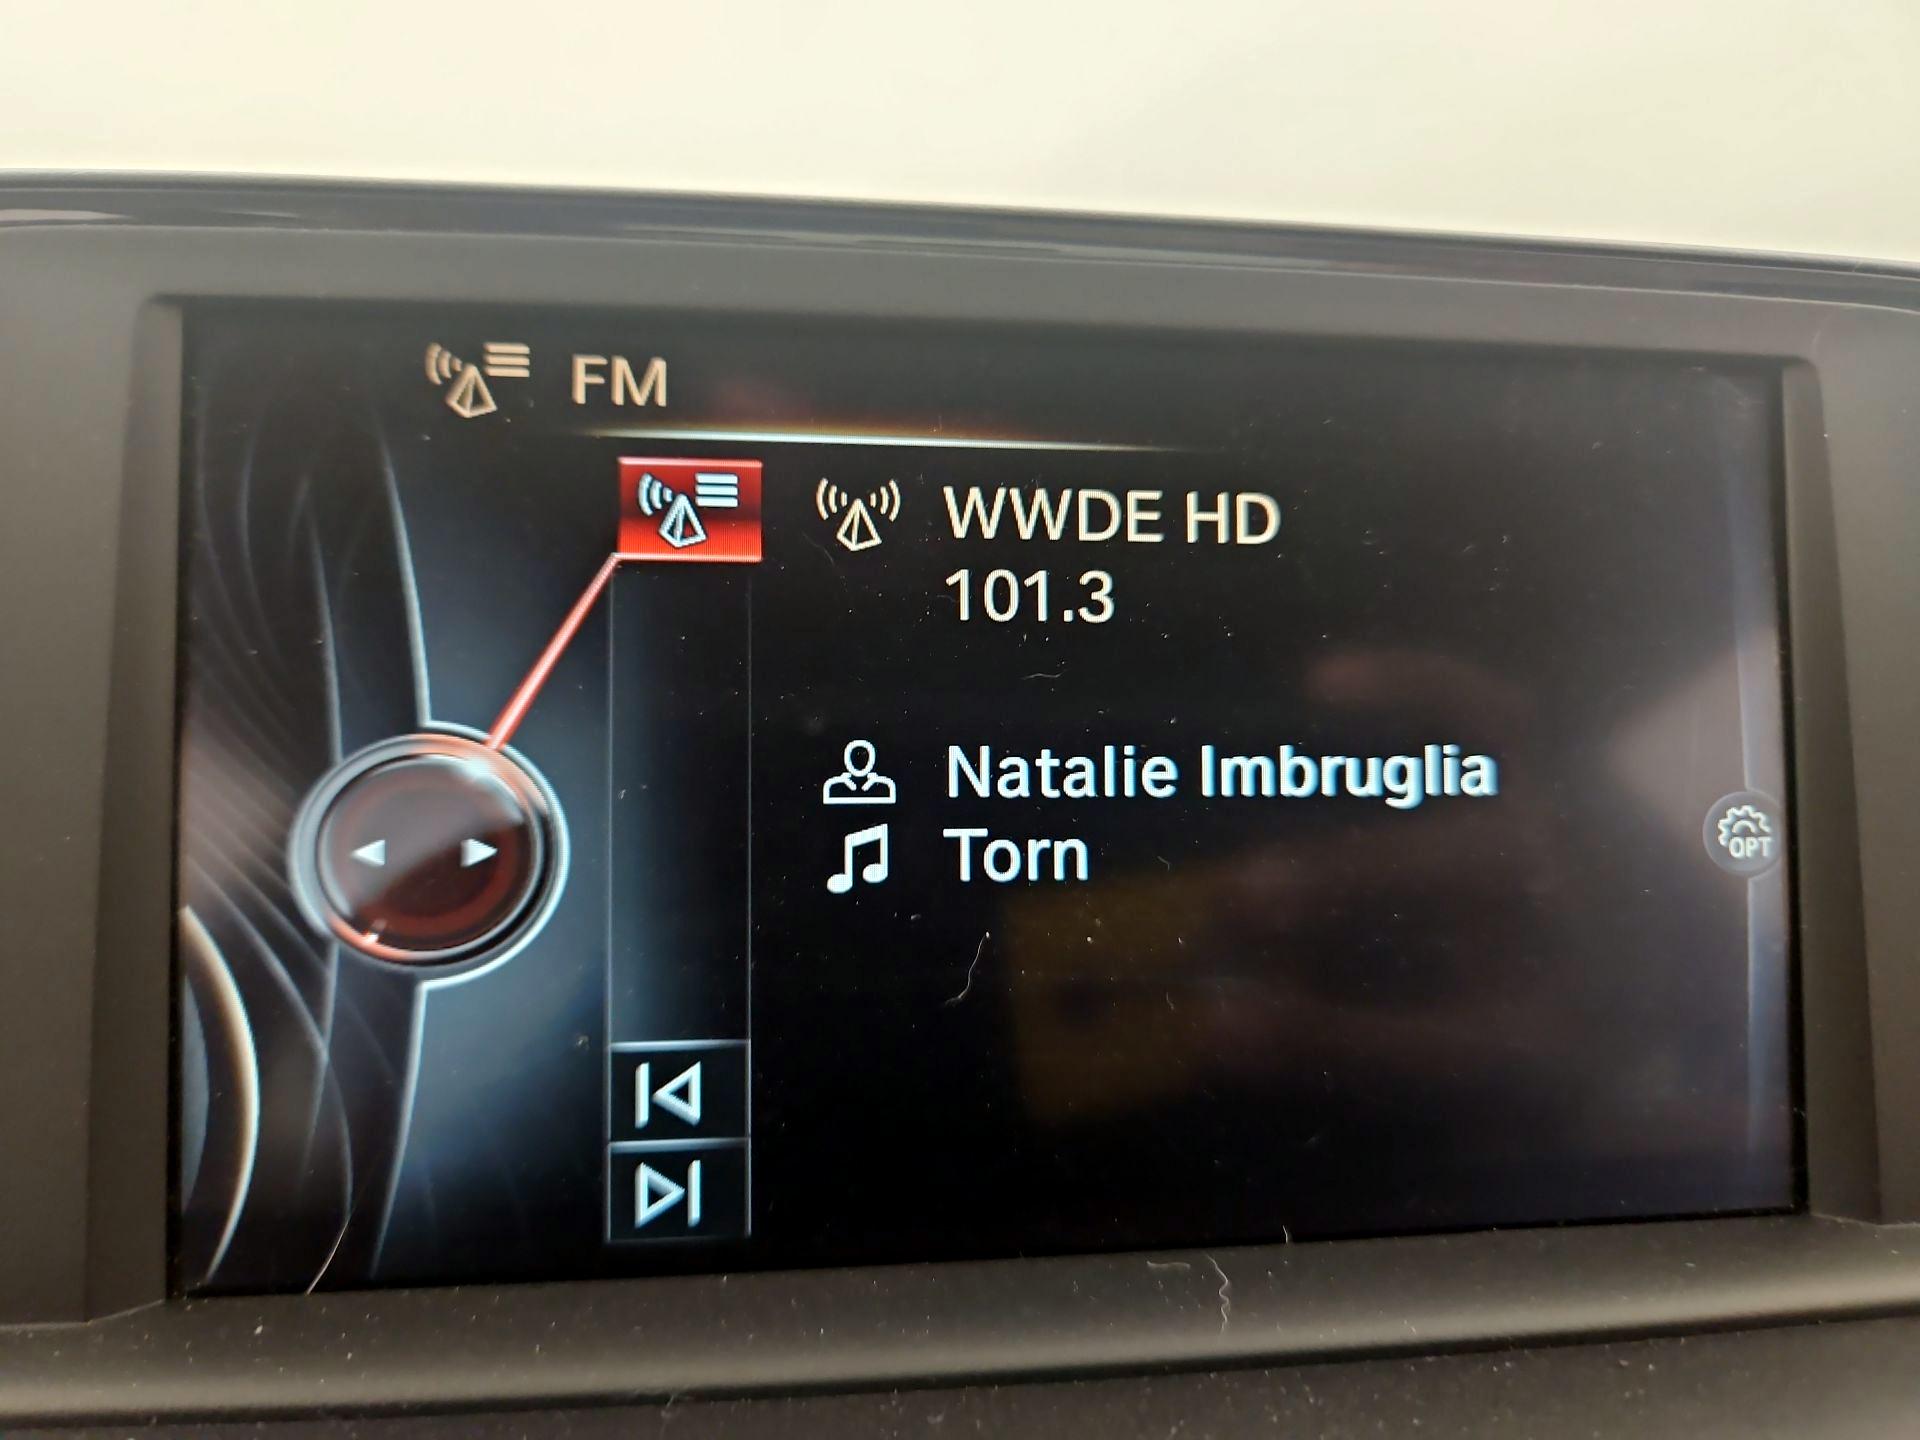 FM
WWDE HD
101.3
Natalie Imbruglia
Torn
OPT